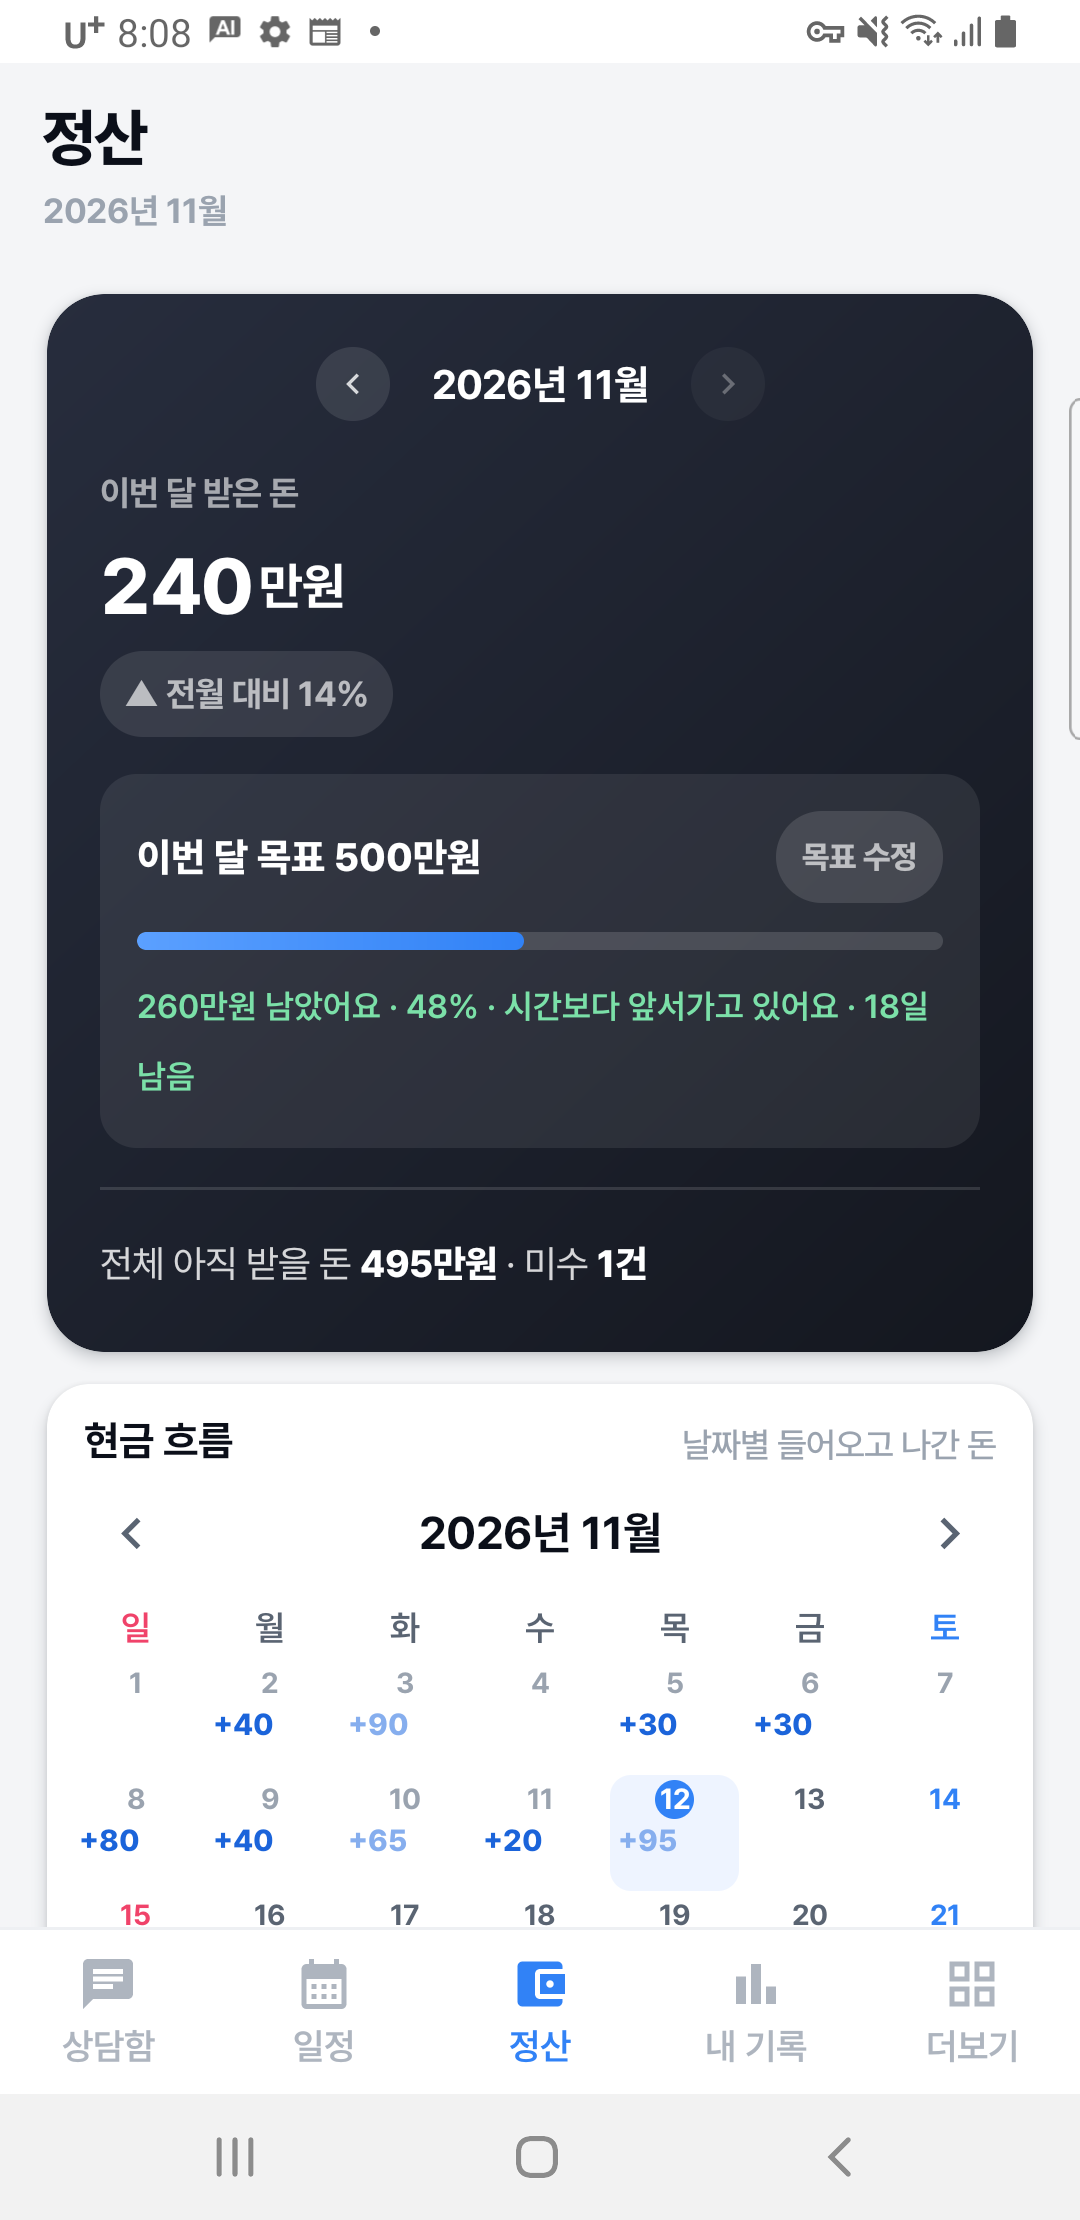 U+ 8:08 AI
정산
2026년 11월
2026년 11월
이번 달 받은 돈
240만원
▲ 전월 대비 14%
이번 달 목표 500만원
목표 수정
260만원 남았어요 · 48% · 시간보다 앞서가고 있어요 · 18일
남음
전체 아직 받을 돈 495만원 · 미수 1건
현금 흐름
날짜별 들어오고 나간 돈
2026년 11월
일 월 화 수 목 금 토
1 2 3 4 5 6 7
+40 +90 +30 +30
8 9 10 11 12 13 14
+80 +40 +65 +20 +95
15 16 17 18 19 20 21
상담함 일정 정산 내 기록 더보기